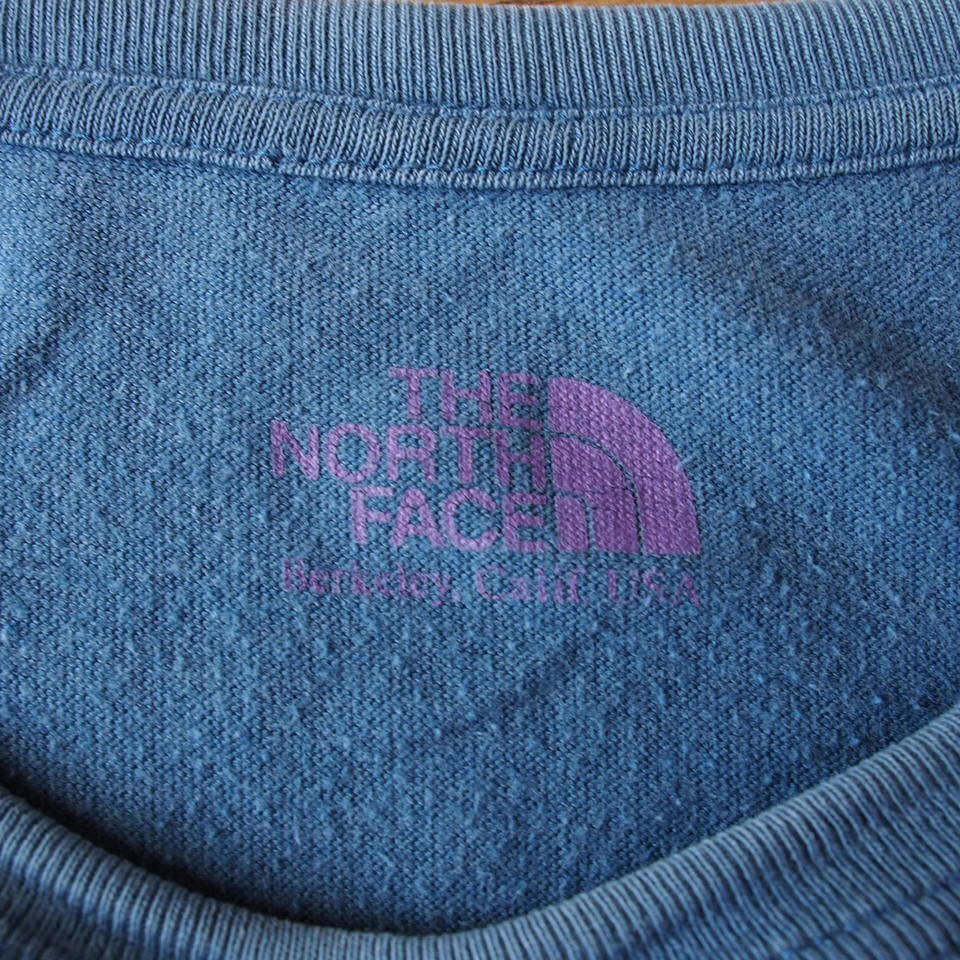 THE
NORTH
FACE
Berkeley, Calif. USA